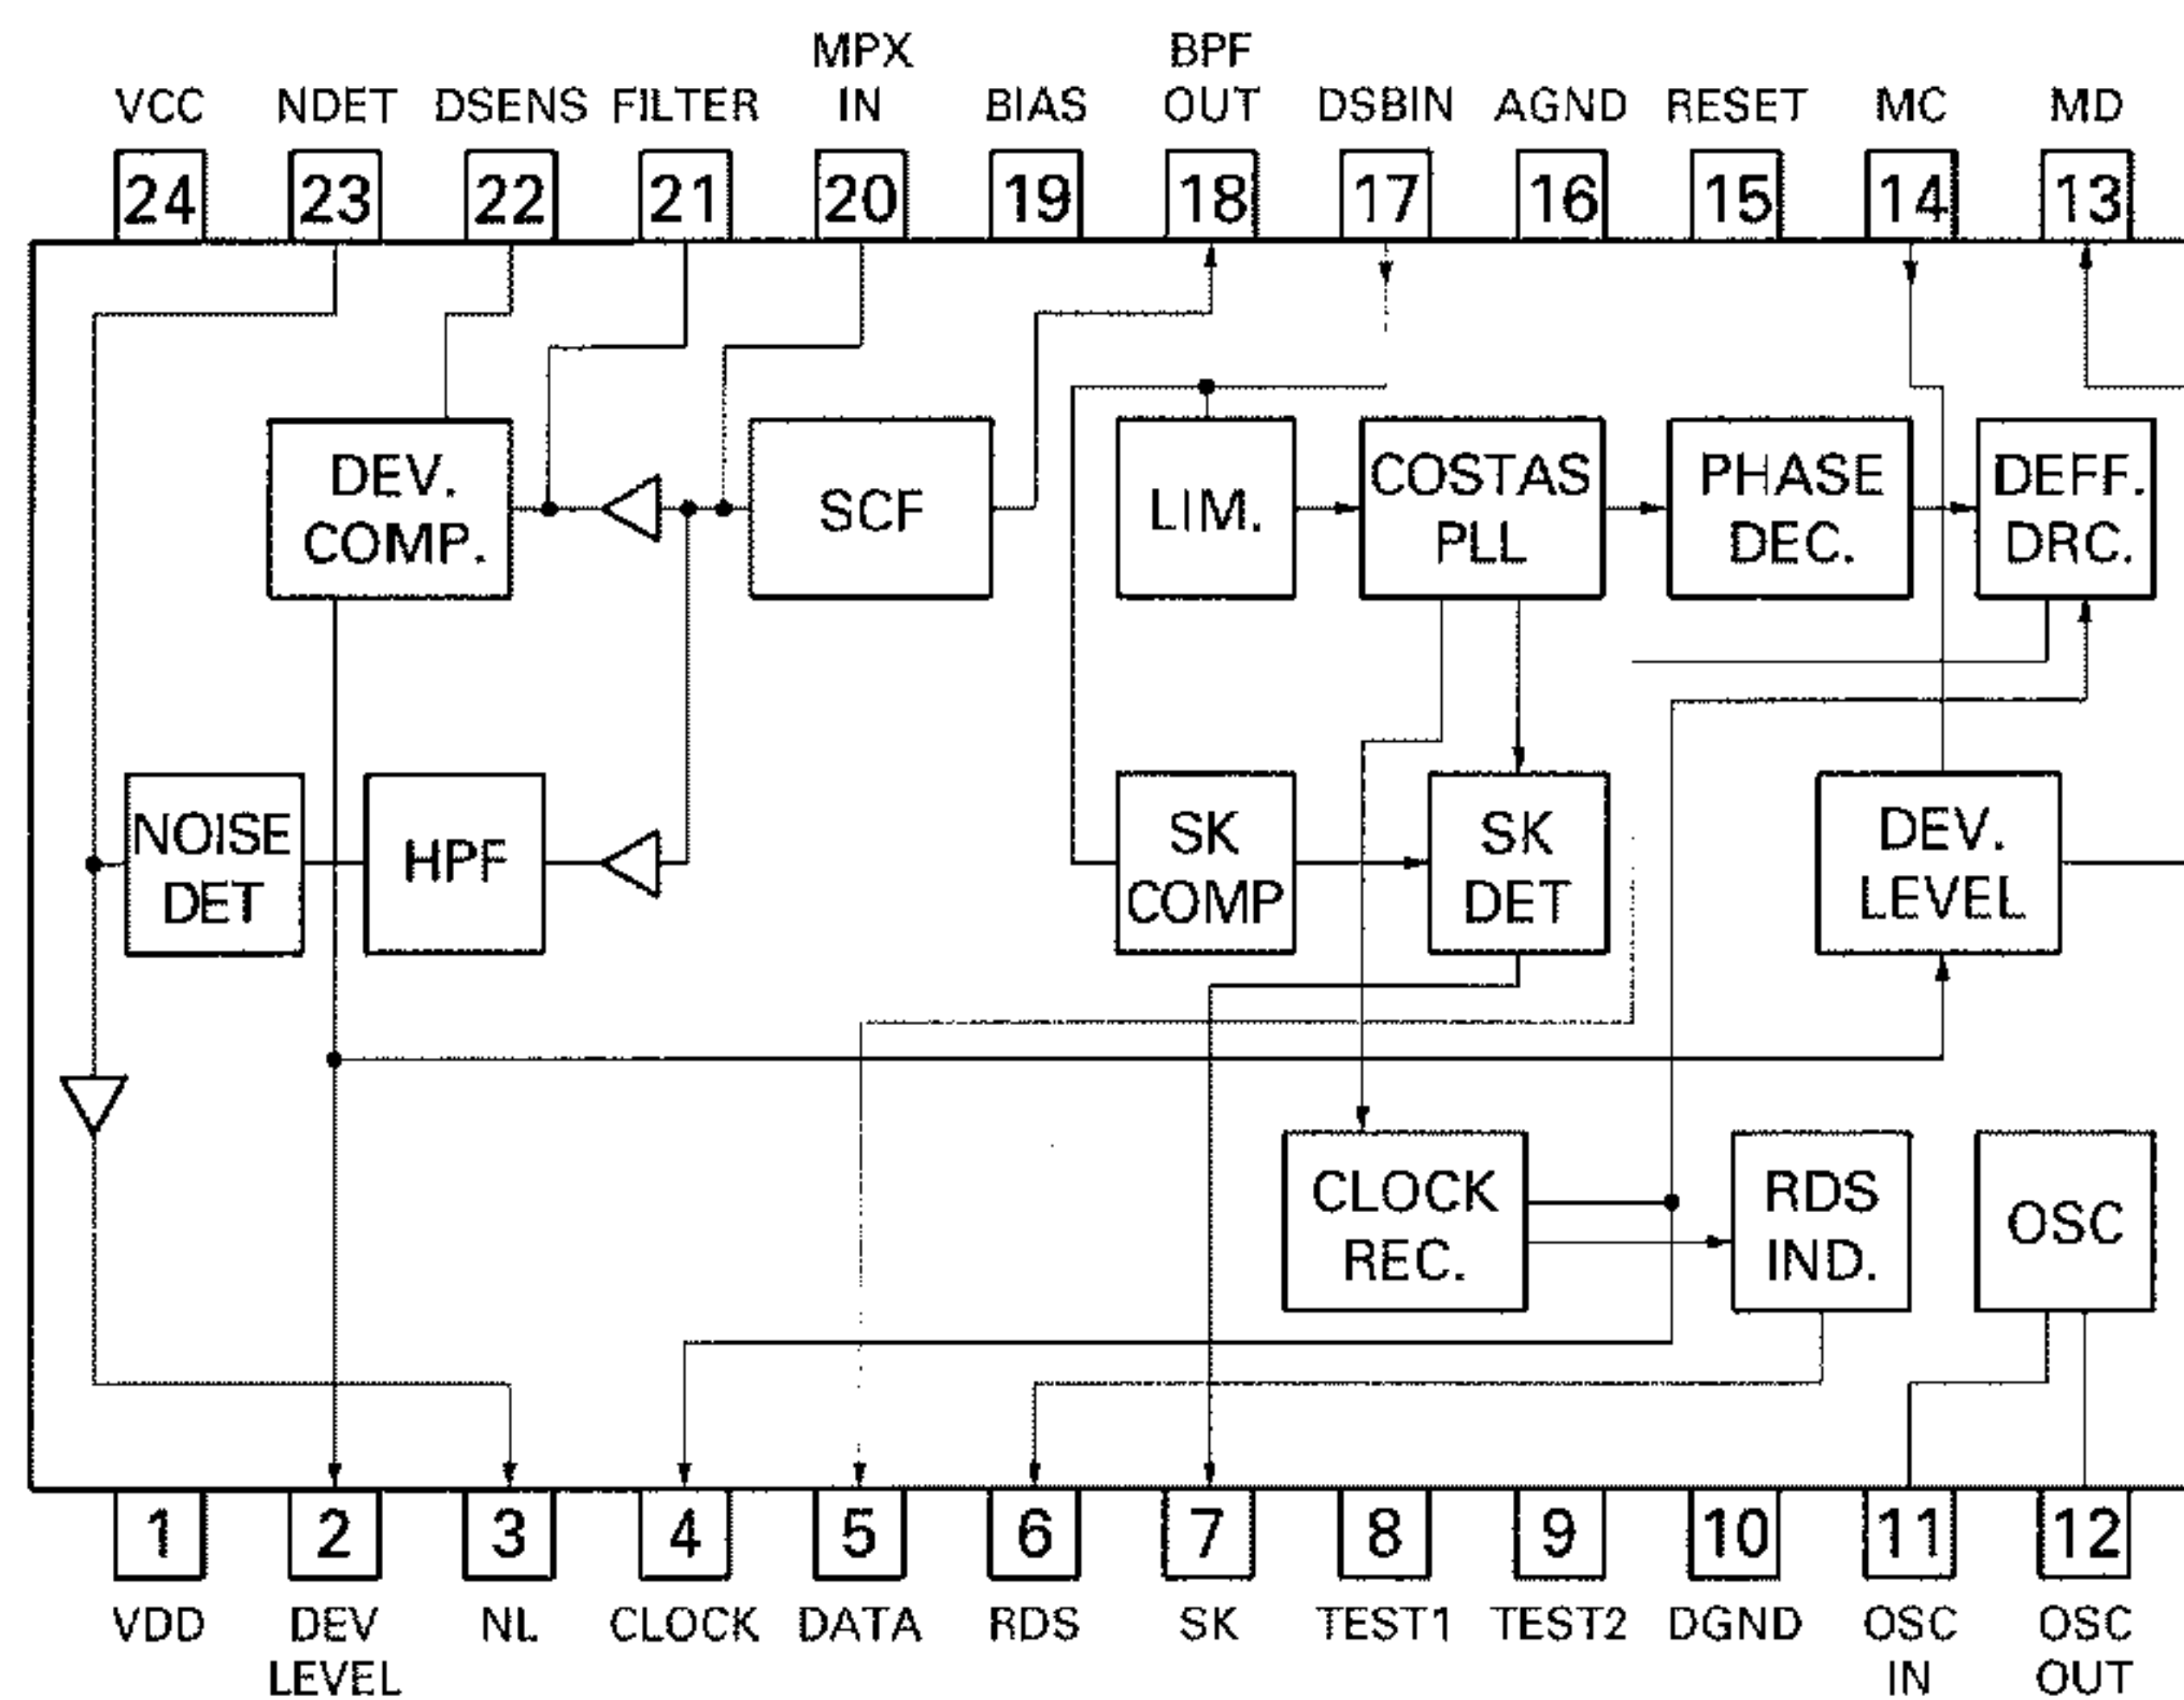 MPX
BPF
VCC NDET DSENS FILTER IN BIAS OUT DSBIN AGND RESET MC MD
24 23 22 21 20 19 18 17 16 15 14 13
DEV.
COMP.
SCF
LIM.
COSTAS
PLL
PHASE
DEC.
DEFF.
DRC.
NOISE
DET
HPF
SK
COMP
SK
DET
DEV.
LEVEL
CLOCK
REC.
RDS
IND.
OSC
1 2 3 4 5 6 7 8 9 10 11 12
VDD DEV NL CLOCK DATA RDS SK TEST1 TEST2 DGND OSC OSC
LEVEL IN OUT